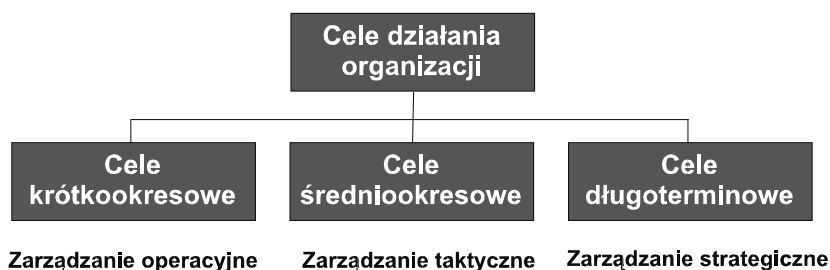 Cele działania
organizacji
Cele
krótkookresowe
Cele
średniookresowe
Cele
długoterminowe
Zarządzanie operacyjne
Zarządzanie taktyczne
Zarządzanie strategiczne